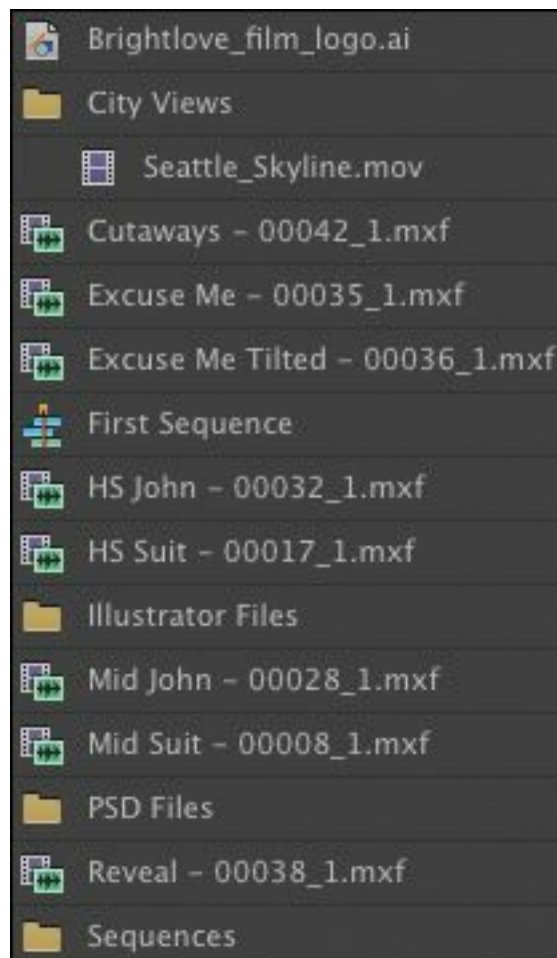 Brightlove_film_logo.ai
City Views
Seattle_Skyline.mov
Cutaways – 00042_1.mxf
Excuse Me – 00035_1.mxf
Excuse Me Tilted – 00036_1.mxf
First Sequence
HS John – 00032_1.mxf
HS Suit – 00017_1.mxf
Illustrator Files
Mid John – 00028_1.mxf
Mid Suit – 00008_1.mxf
PSD Files
Reveal – 00038_1.mxf
Sequences